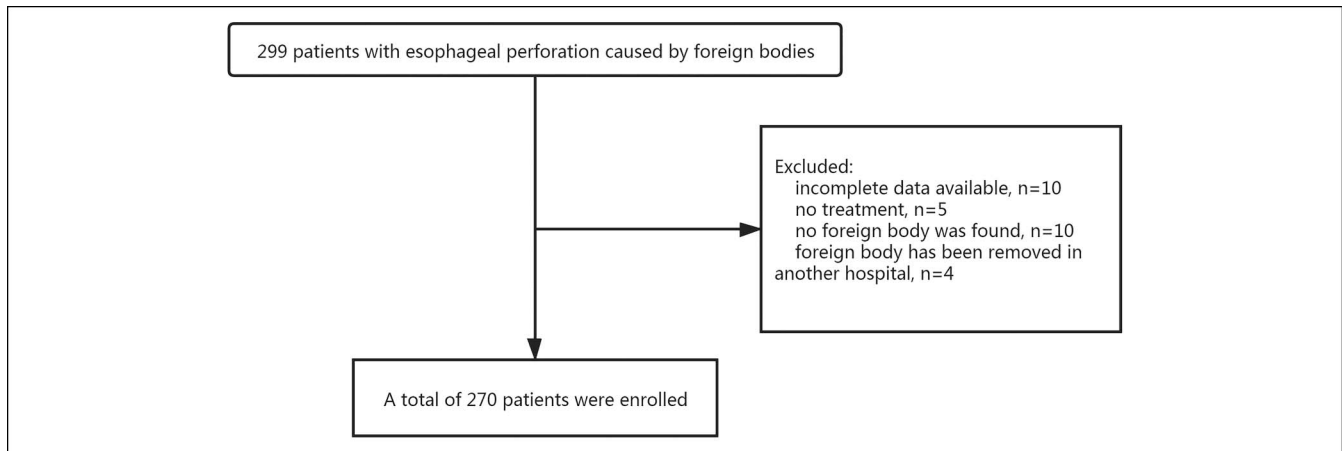 299 patients with esophageal perforation caused by foreign bodies
Excluded:
incomplete data available, n=10
no treatment, n=5
no foreign body was found, n=10
foreign body has been removed in
another hospital, n=4
A total of 270 patients were enrolled